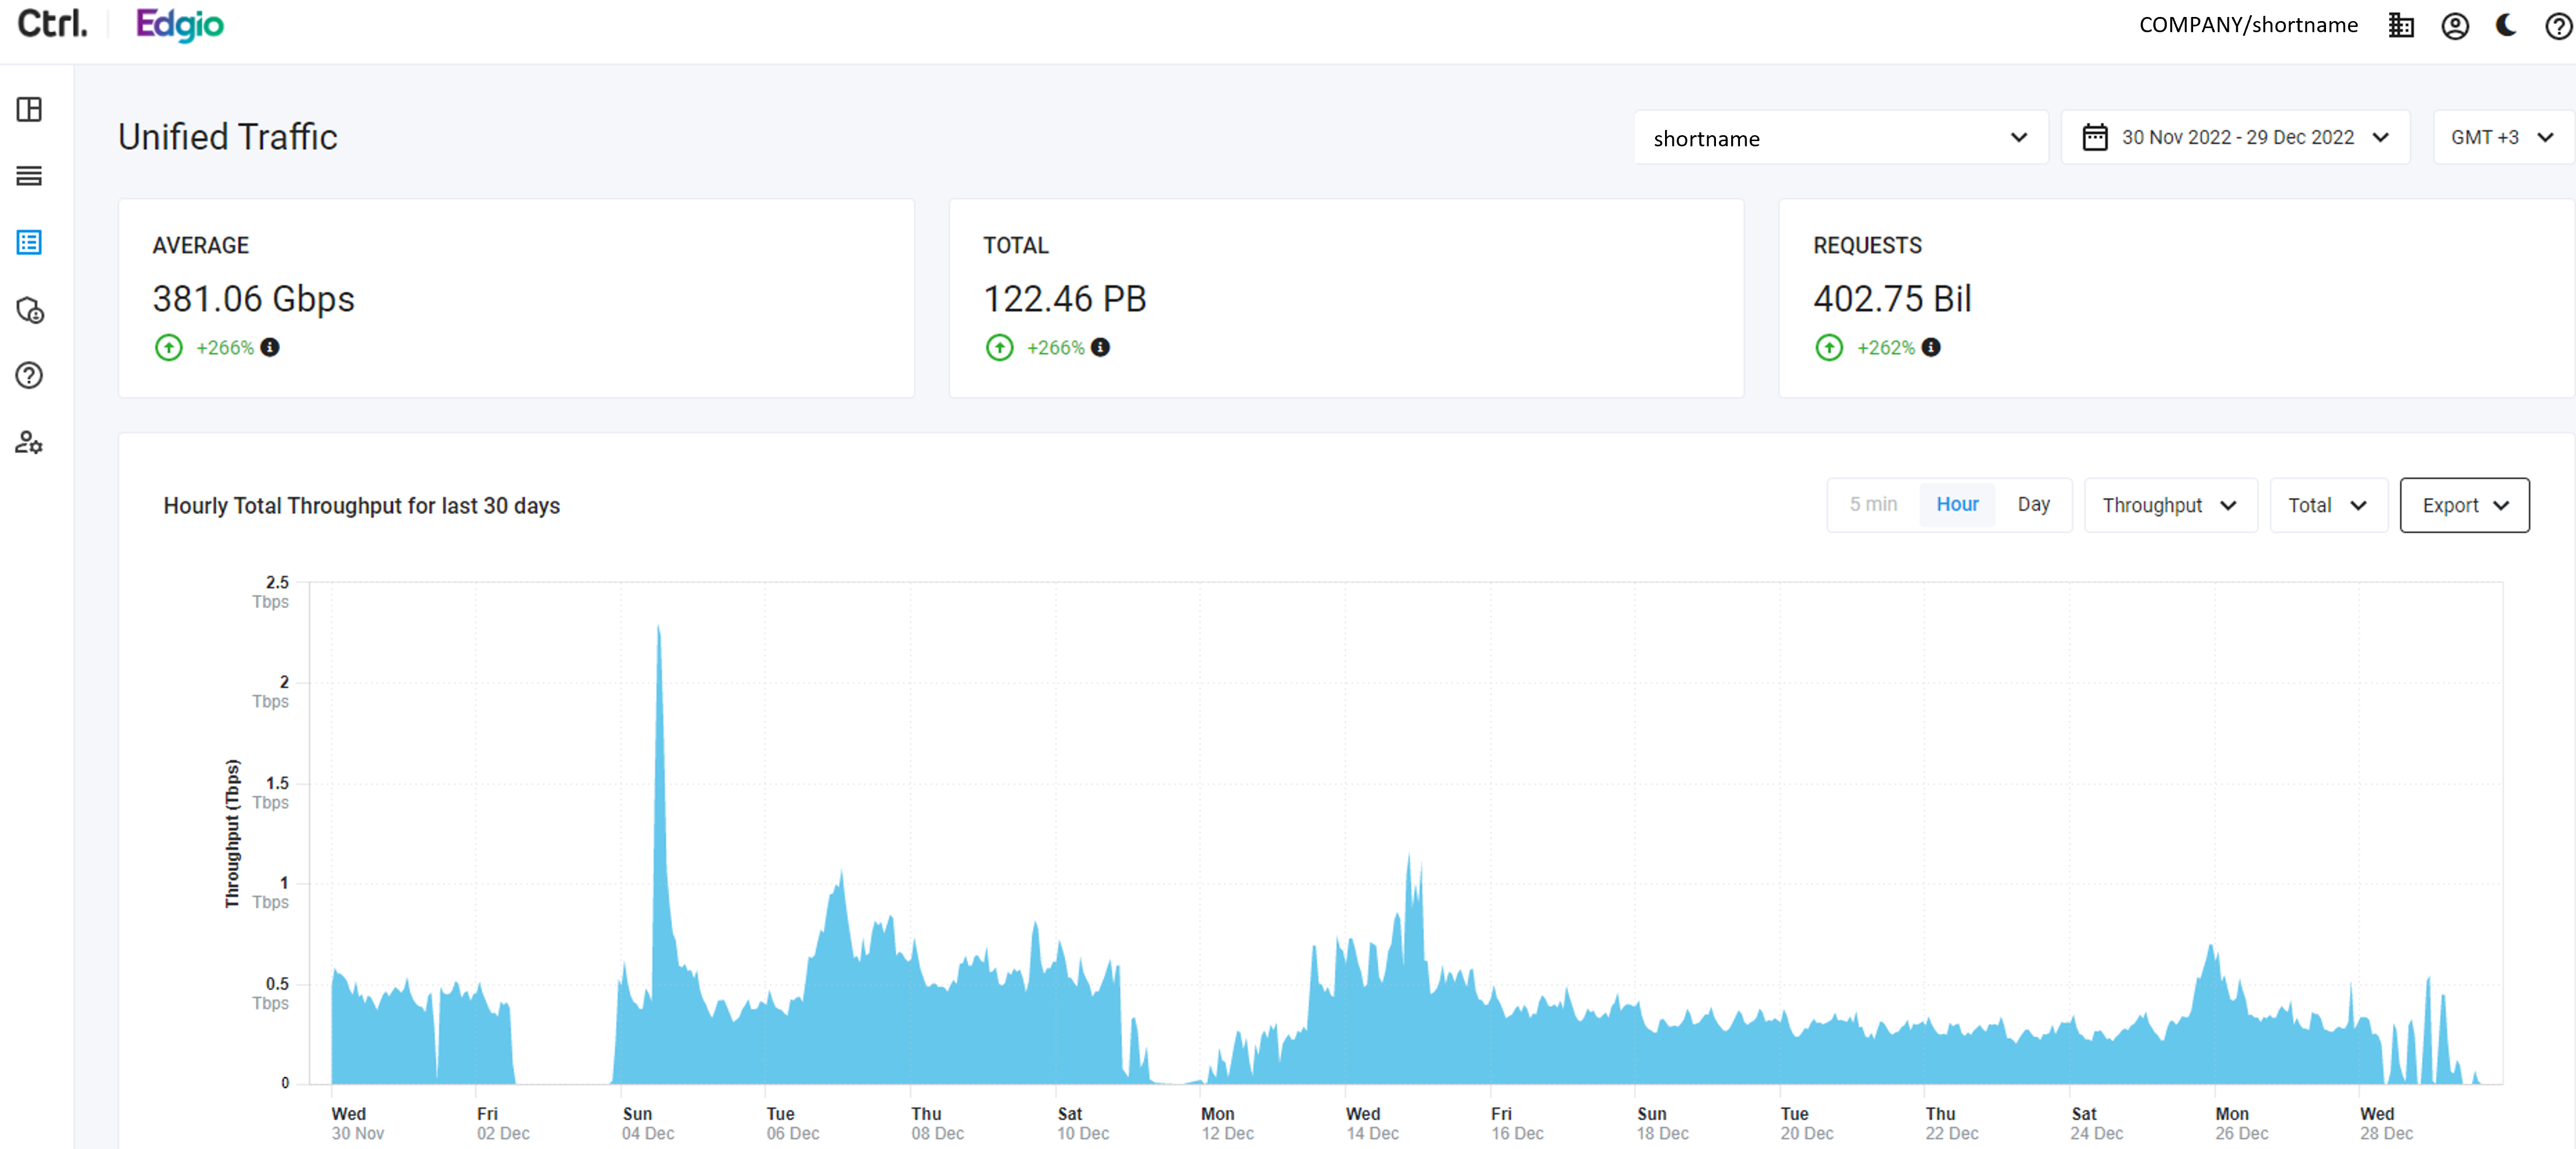 Ctrl. Edgio COMPANY/shortname
Unified Traffic shortname 30 Nov 2022 - 29 Dec 2022 GMT +3
AVERAGE
381.06 Gbps
+266%
TOTAL
122.46 PB
+266%
REQUESTS
402.75 Bil
+262%
Hourly Total Throughput for last 30 days 5 min Hour Day Throughput Total Export
Throughput (Tbps)
2.5
Tbps
2
Tbps
1.5
Tbps
1
Tbps
0.5
Tbps
0
Wed Fri Sun Tue Thu Sat Mon Wed Fri Sun Tue Thu Sat Mon Wed
30 Nov 02 Dec 04 Dec 06 Dec 08 Dec 10 Dec 12 Dec 14 Dec 16 Dec 18 Dec 20 Dec 22 Dec 24 Dec 26 Dec 28 Dec